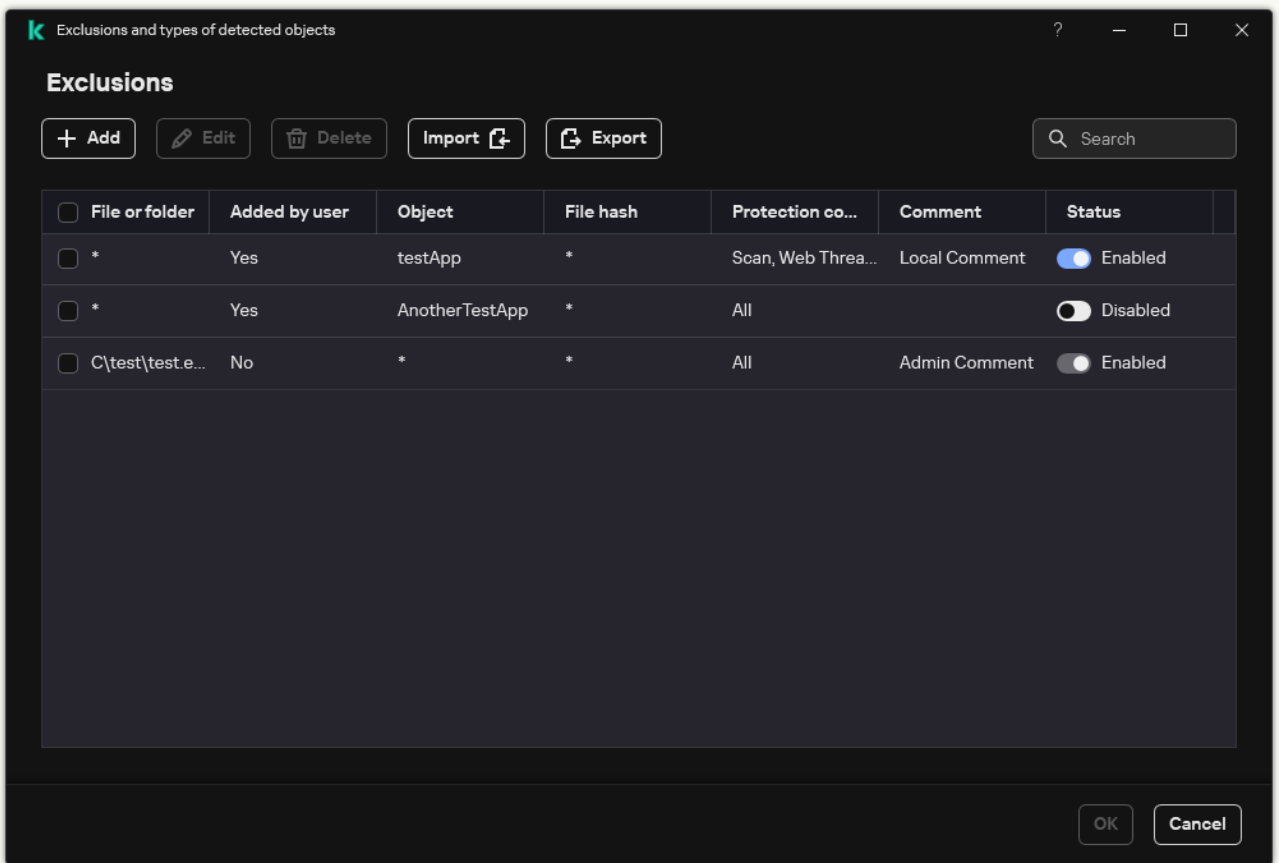 Exclusions and types of detected objects
Exclusions
Add Edit Delete Import Export Search
File or folder Added by user Object File hash Protection co... Comment Status
* Yes testApp * Scan, Web Threa... Local Comment Enabled
* Yes AnotherTestApp * All Disabled
C\test\test.e... No * * All Admin Comment Enabled
OK Cancel